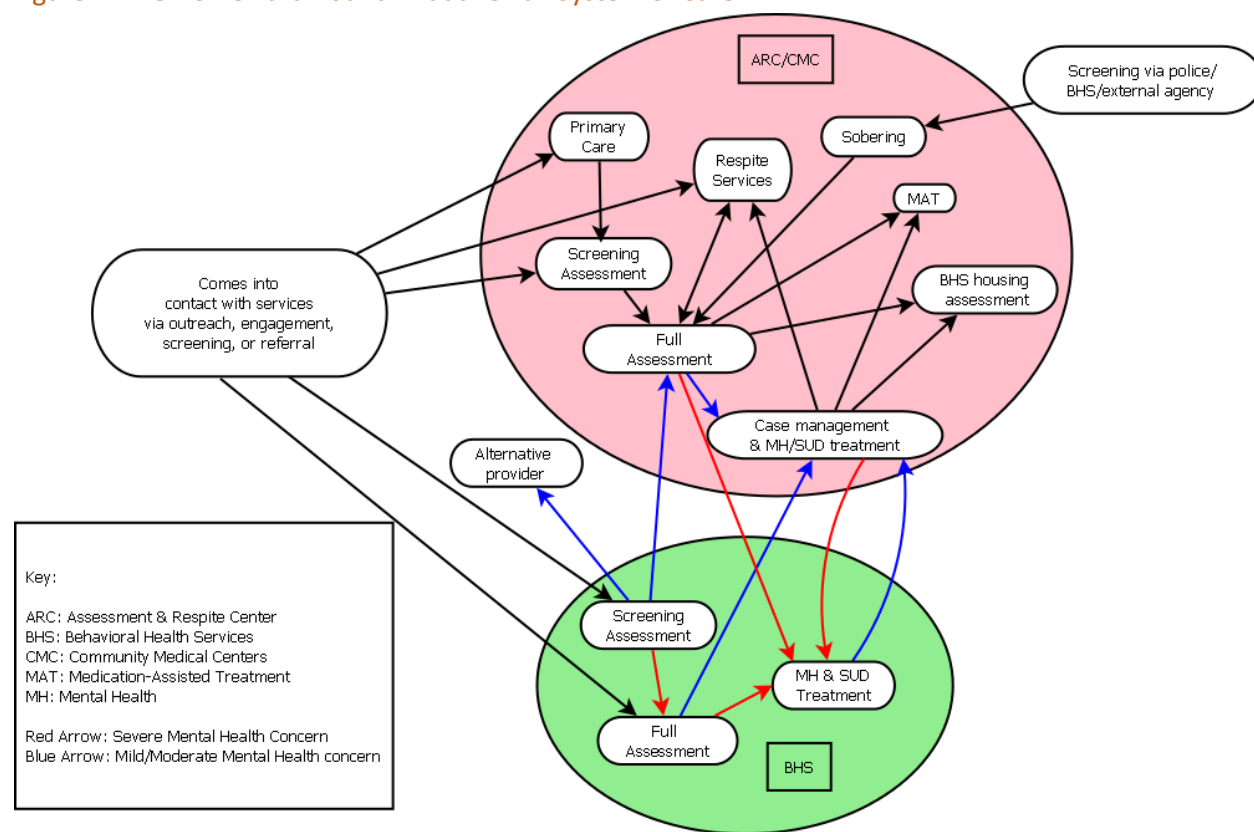 ARC/CMC
Screening via police/
BHS/external agency
Primary
Care
Sobering
Respite
Services
MAT
Screening
Assessment
BHS housing
assessment
Comes into
contact with services
via outreach, engagement,
screening, or referral
Full
Assessment
Case management
& MH/SUD treatment
Alternative
provider
Key:
ARC: Assessment & Respite Center
BHS: Behavioral Health Services
CMC: Community Medical Centers
MAT: Medication-Assisted Treatment
MH: Mental Health
Red Arrow: Severe Mental Health Concern
Blue Arrow: Mild/Moderate Mental Health concern
Screening
Assessment
MH & SUD
Treatment
Full
Assessment
BHS